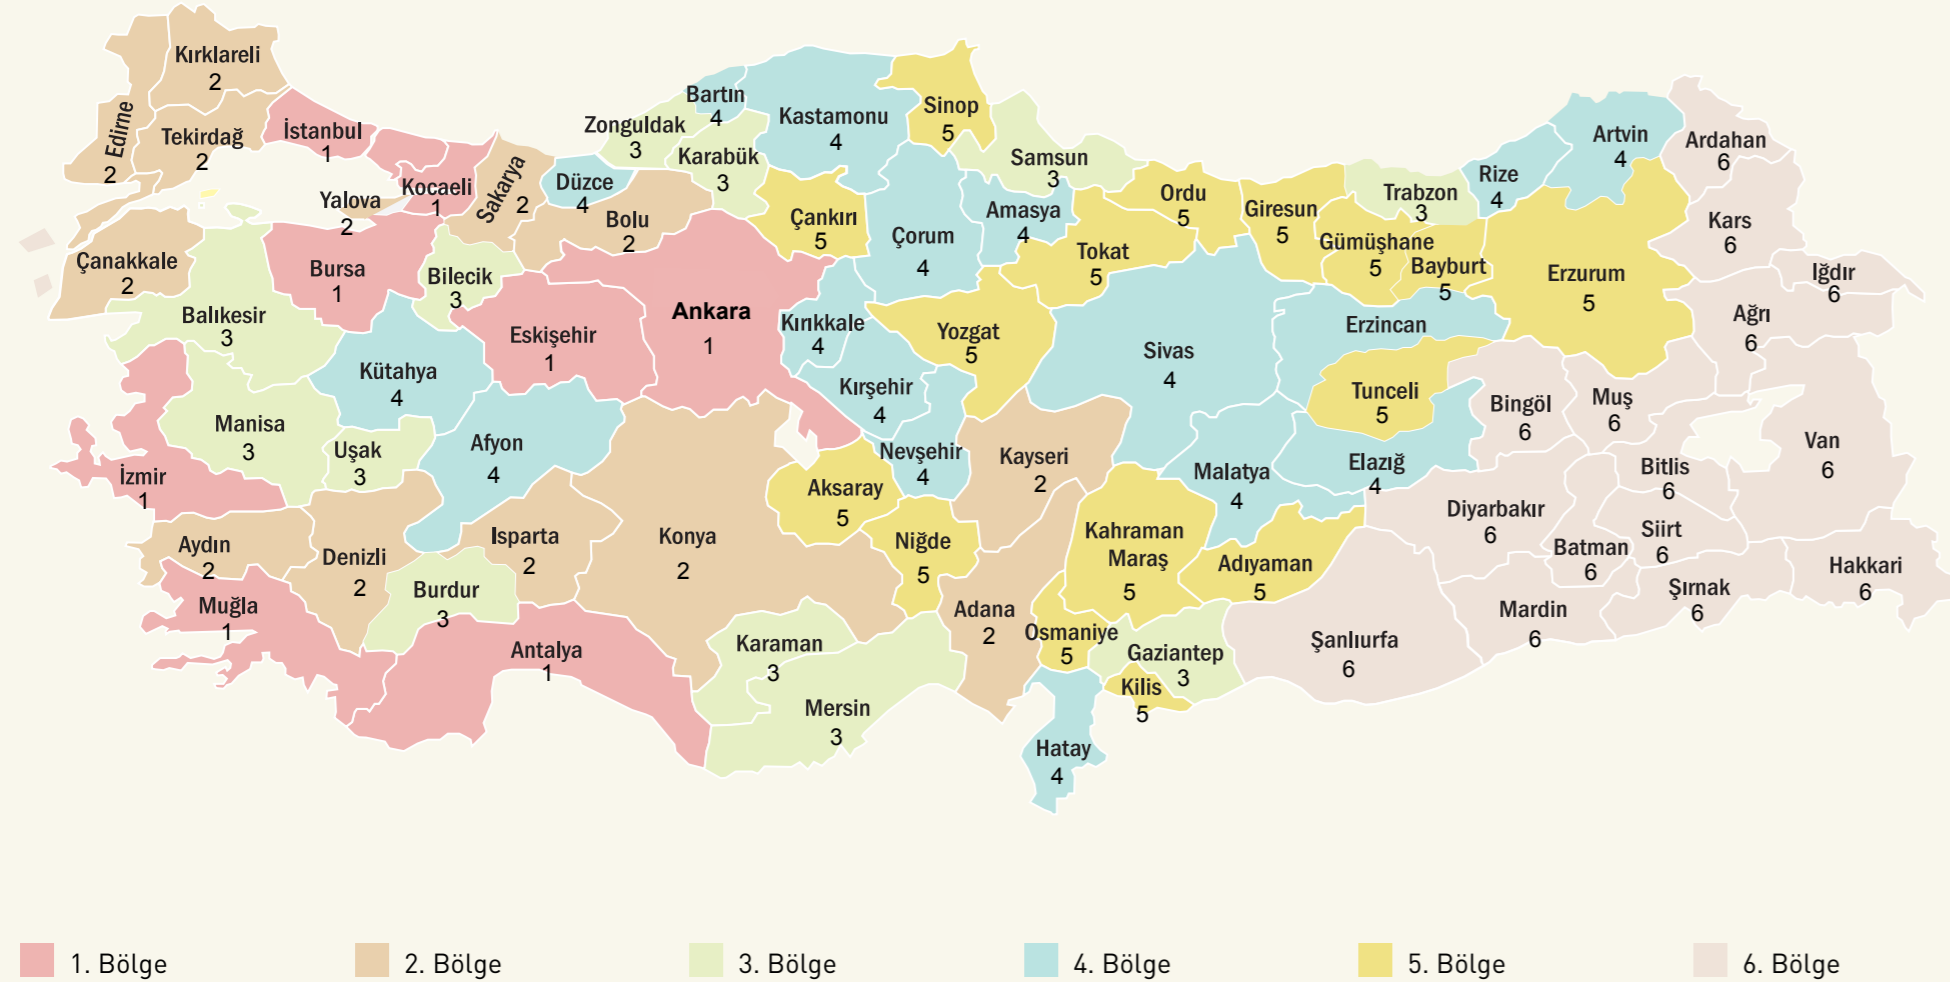 Kırklareli
2
Edirne
2
Tekirdağ
2
İstanbul
1
Yalova
2
Kocaeli
1
Sakarya
2
Düzce
4
Bolu
2
Zonguldak
3
Bartın
4
Karabük
3
Kastamonu
4
Sinop
5
Samsun
3
Çankırı
5
Çorum
4
Amasya
4
Tokat
5
Ordu
5
Giresun
5
Gümüşhane
5
Trabzon
3
Bayburt
5
Rize
4
Artvin
4
Ardahan
6
Kars
6
Iğdır
6
Ağrı
6
Erzurum
5
Erzincan
Çanakkale
2
Balıkesir
3
Bursa
1
Bilecik
3
Eskişehir
1
Ankara
1
Kırıkkale
4
Yozgat
5
Sivas
4
Tunceli
5
Bingöl
6
Muş
6
Van
6
Bitlis
6
Kütahya
4
Kırşehir
4
Manisa
3
Uşak
3
Afyon
4
Nevşehir
4
Kayseri
2
Malatya
4
Elazığ
4
Diyarbakır
6
Siirt
6
Batman
6
Hakkari
6
Şırnak
6
Mardin
6
Şanlıurfa
6
Adıyaman
5
Kahraman
Maraş
5
İzmir
1
Aydın
2
Denizli
2
Isparta
2
Konya
2
Aksaray
5
Niğde
5
Adana
2
Osmaniye
5
Gaziantep
3
Kilis
5
Hatay
4
Muğla
1
Burdur
3
Antalya
1
Karaman
3
Mersin
3
1. Bölge
2. Bölge
3. Bölge
4. Bölge
5. Bölge
6. Bölge